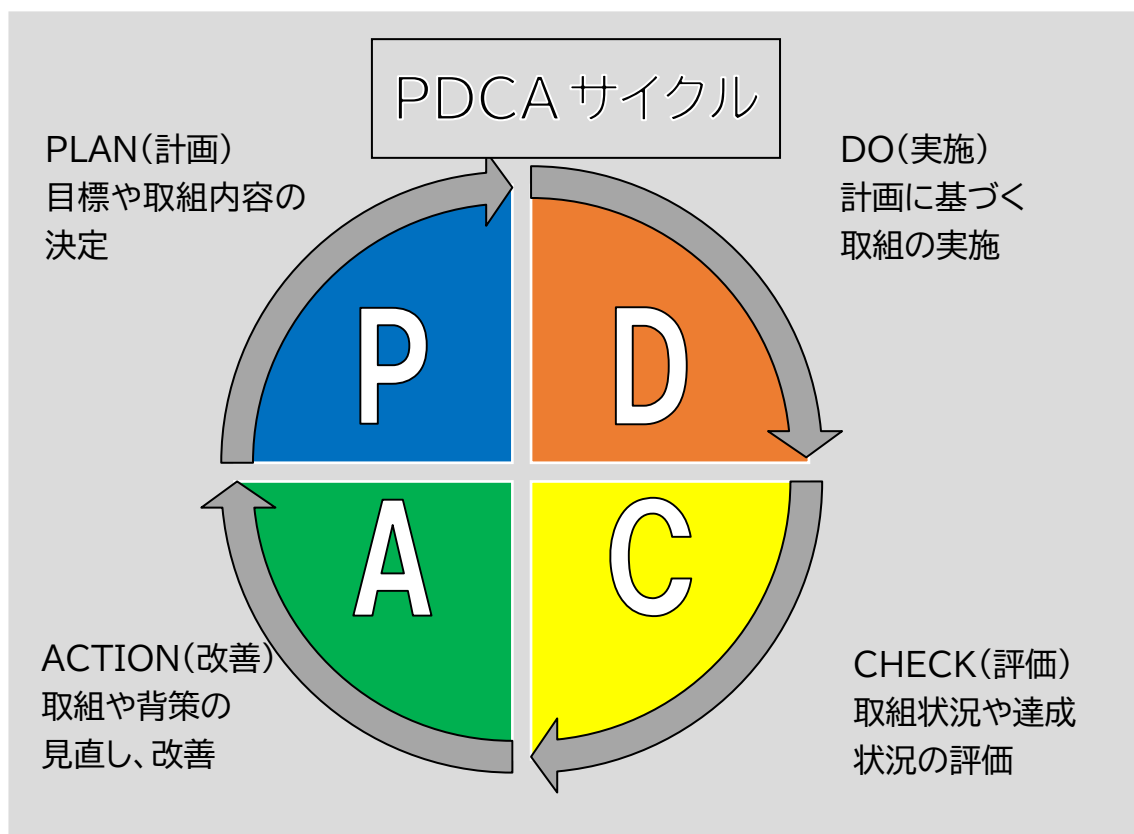 PDCAサイクル
PLAN(計画)
目標や取組内容の
決定
DO(実施)
計画に基づく
取組の実施
P
D
A
C
ACTION(改善)
取組や背策の
見直し、改善
CHECK(評価)
取組状況や達成
状況の評価